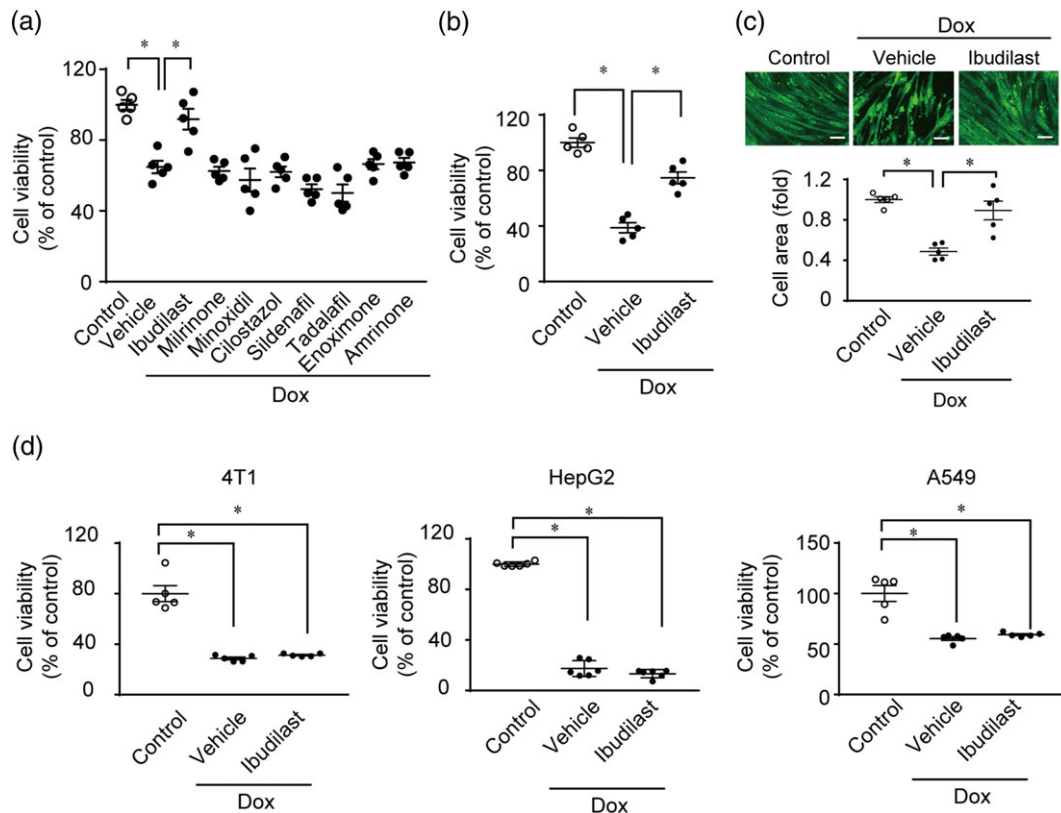 (a)
*
*
120
80
40
0
Cell viability
(% of control)
Control
Vehicle
Ibudilast
Milrinone
Minoxidil
Cilostazol
Sildenafil
Tadalafil
Enoximone
Amrinone
Dox
(b)
*
*
120
80
40
0
Cell viability
(% of control)
Control
Vehicle
Ibudilast
Dox
(c)
Dox
Control
Vehicle
Ibudilast
*
*
1.2
0.8
0.4
0
Cell area (fold)
Control
Vehicle
Ibudilast
Dox
(d)
4T1
*
*
120
80
40
0
Cell viability
(% of control)
Control
Vehicle
Ibudilast
Dox
HepG2
*
*
120
80
40
0
Cell viability
(% of control)
Control
Vehicle
Ibudilast
Dox
A549
*
*
150
100
50
0
Cell viability
(% of control)
Control
Vehicle
Ibudilast
Dox